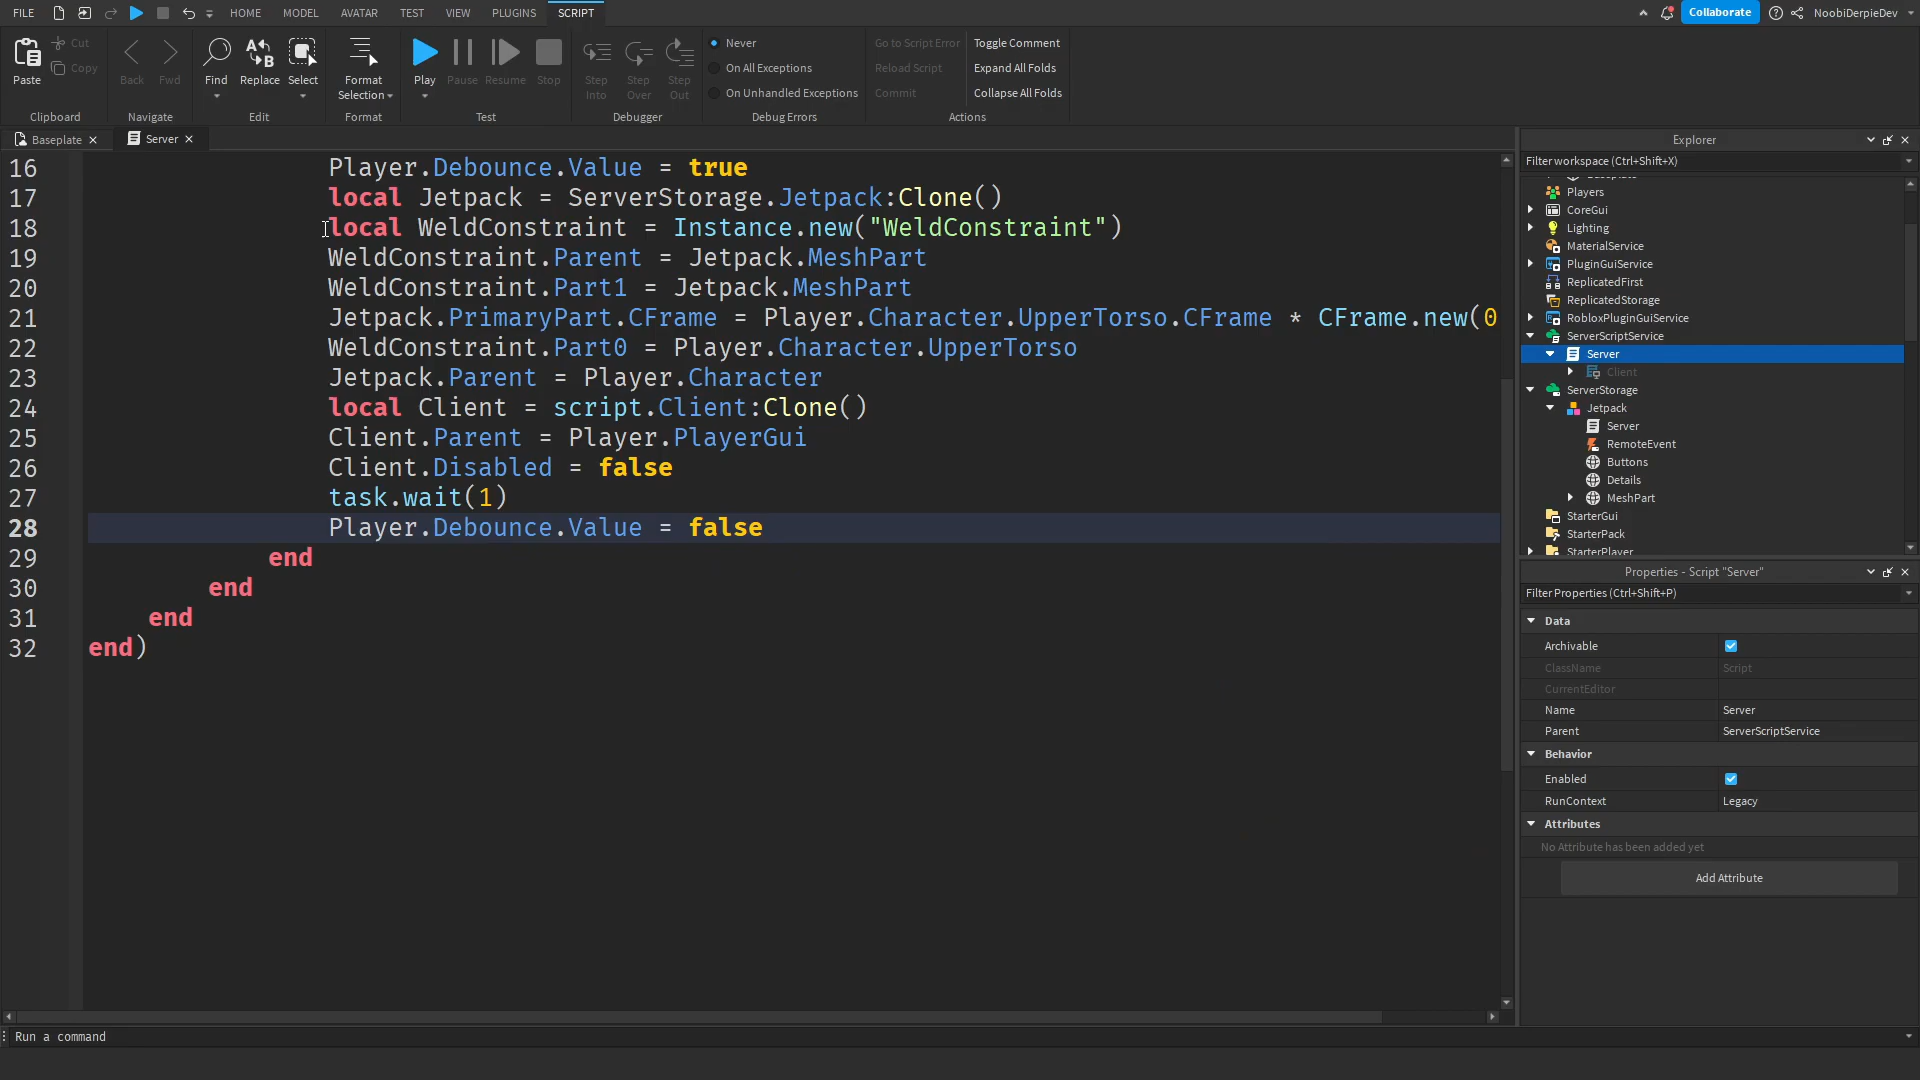 FILE HOME MODEL AVATAR TEST VIEW PLUGINS SCRIPT Collaborate NoobiDerpieDev
Paste Cut Copy Back Fwd Find Replace Select Format Selection Play Pause Resume Stop Step Into Step Over Step Out
Never
On All Exceptions
On Unhandled Exceptions
Go to Script Error
Reload Script
Commit
Toggle Comment
Expand All Folds
Collapse All Folds
Clipboard Navigate Edit Format Test Debugger Debug Errors Actions
Baseplate Server
16 Player.Debounce.Value = true
17 local Jetpack = ServerStorage.Jetpack:Clone()
18 local WeldConstraint = Instance.new("WeldConstraint")
19 WeldConstraint.Parent = Jetpack.MeshPart
20 WeldConstraint.Part1 = Jetpack.MeshPart
21 Jetpack.PrimaryPart.CFrame = Player.Character.UpperTorso.CFrame * CFrame.new(0
22 WeldConstraint.Part0 = Player.Character.UpperTorso
23 Jetpack.Parent = Player.Character
24 local Client = script.Client:Clone()
25 Client.Parent = Player.PlayerGui
26 Client.Disabled = false
27 task.wait(1)
28 Player.Debounce.Value = false
29 end
30 end
31 end
32 end)
Run a command
Explorer
Filter workspace (Ctrl+Shift+X)
Players
CoreGui
Lighting
MaterialService
PluginGuiService
ReplicatedFirst
ReplicatedStorage
RobloxPluginGuiService
ServerScriptService
Server
Client
ServerStorage
Jetpack
Server
RemoteEvent
Buttons
Details
MeshPart
StarterGui
StarterPack
StarterPlayer
Properties - Script "Server"
Filter Properties (Ctrl+Shift+P)
Data
Archivable
ClassName Script
CurrentEditor
Name Server
Parent ServerScriptService
Behavior
Enabled
RunContext Legacy
Attributes
No Attribute has been added yet
Add Attribute